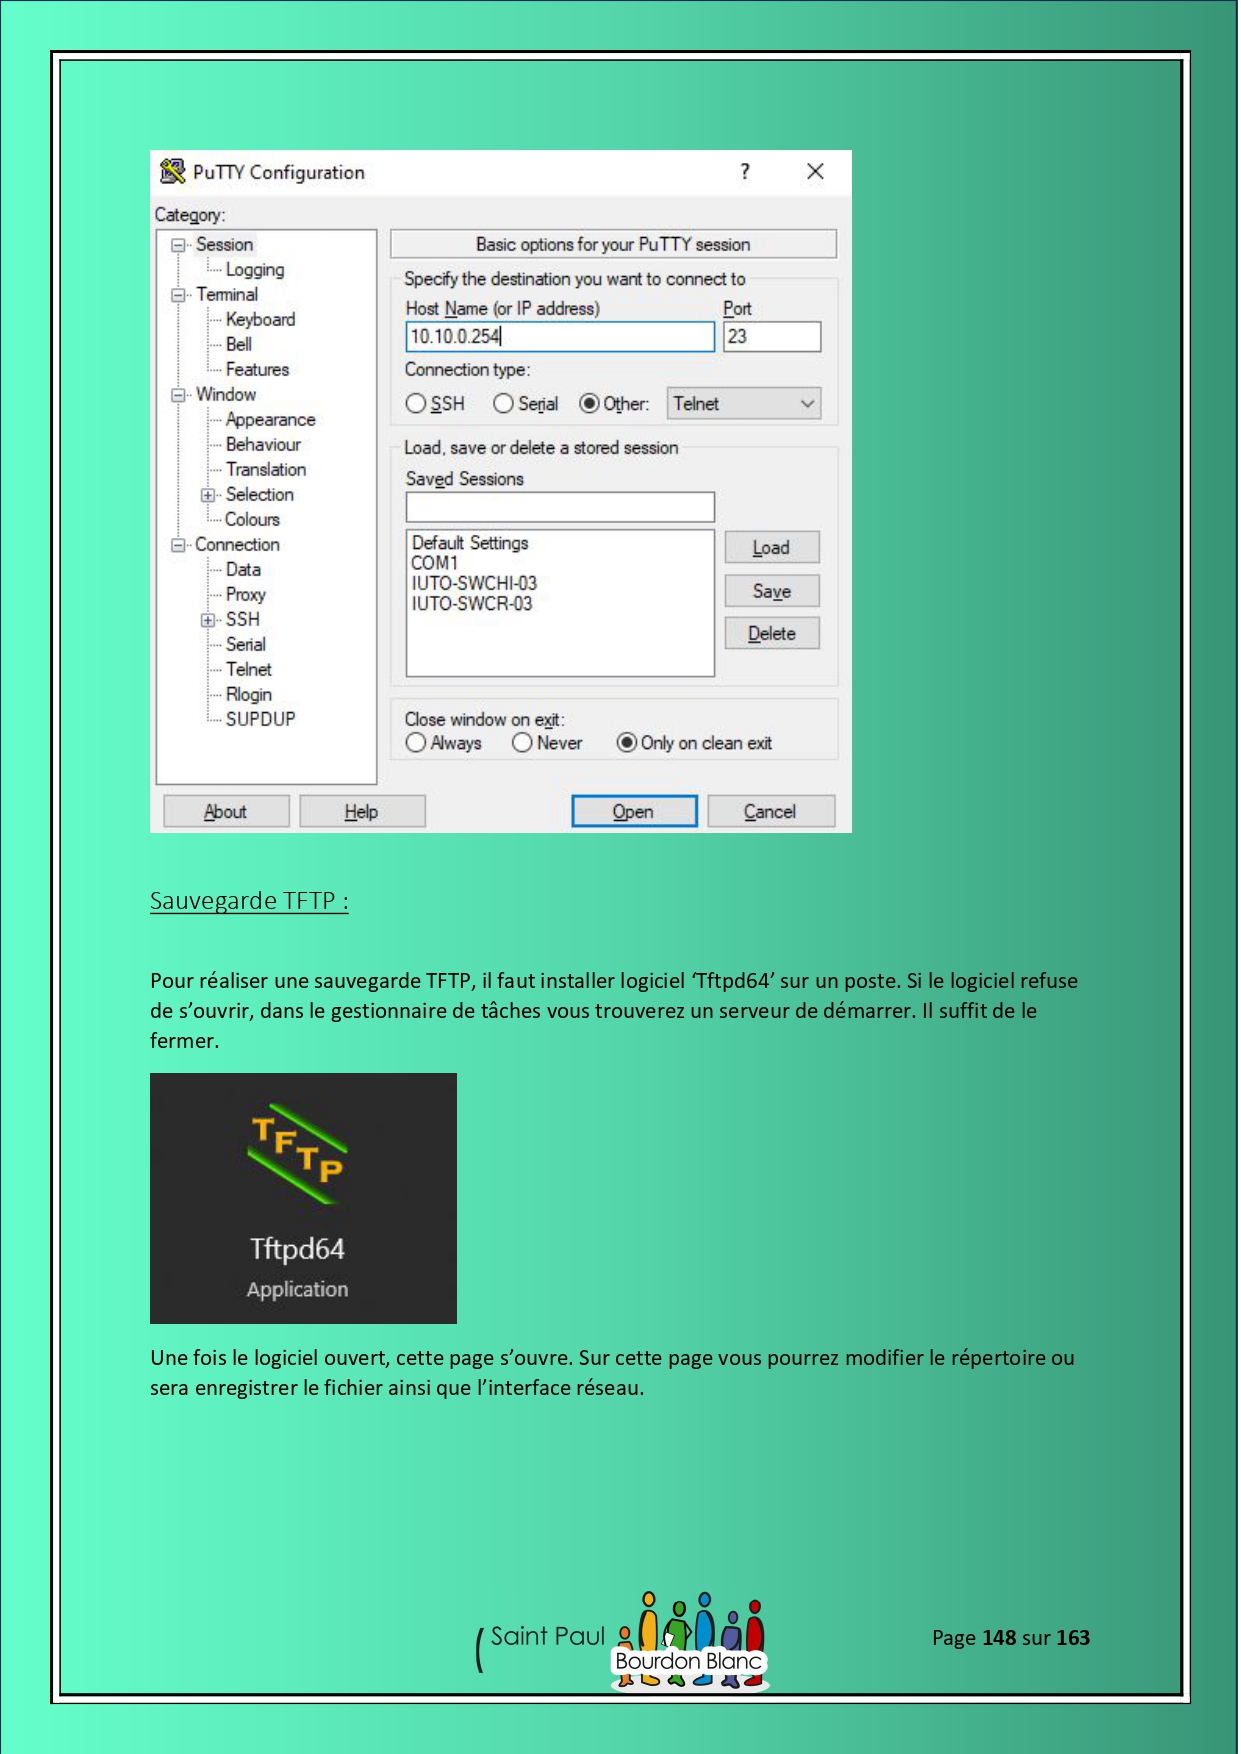 PuTTY Configuration ? ×
Category:
Session
Logging
Terminal
Keyboard
Bell
Features
Window
Appearance
Behaviour
Translation
Selection
Colours
Connection
Data
Proxy
SSH
Serial
Telnet
Rlogin
SUPDUP
Basic options for your PuTTY session
Specify the destination you want to connect to
Host Name (or IP address) Port
10.10.0.254 23
Connection type:
SSH Serial Other: Telnet
Load, save or delete a stored session
Saved Sessions
Default Settings
COM1
IUTO-SWCHI-03
IUTO-SWCR-03
Load
Save
Delete
Close window on exit:
Always Never Only on clean exit
About Help Open Cancel
Sauvegarde TFTP :
Pour réaliser une sauvegarde TFTP, il faut installer logiciel ‘Tftpd64’ sur un poste. Si le logiciel refuse
de s’ouvrir, dans le gestionnaire de tâches vous trouverez un serveur de démarrer. Il suffit de le
fermer.
TFTP
Tftpd64
Application
Une fois le logiciel ouvert, cette page s’ouvre. Sur cette page vous pourrez modifier le répertoire ou
sera enregistrer le fichier ainsi que l’interface réseau.
( Saint Paul
Bourdon Blanc
Page 148 sur 163